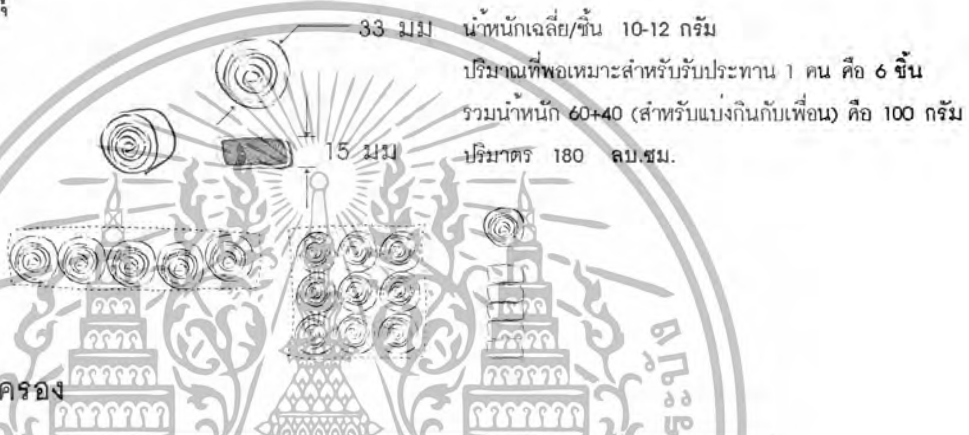 33 มม น้ำหนักเฉลี่ย/ชิ้น 10-12 กรัม
ปริมาณที่พอเหมาะสำหรับรับประทาน 1 คน คือ 6 ชิ้น
รวมน้ำหนัก 60+40 (สำหรับแบ่งกินกับเพื่อน) คือ 100 กรัม
15 มม ปริมาตร 180 ลบ.ซม.
ครอง